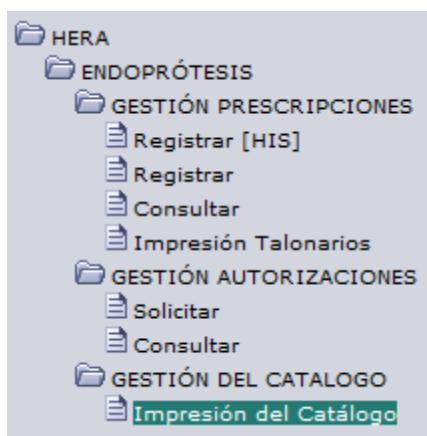 HERA
ENDOPRÓTESIS
GESTIÓN PRESCRIPCIONES
Registrar [HIS]
Registrar
Consultar
Impresión Talonarios
GESTIÓN AUTORIZACIONES
Solicitar
Consultar
GESTIÓN DEL CATALOGO
Impresión del Catálogo